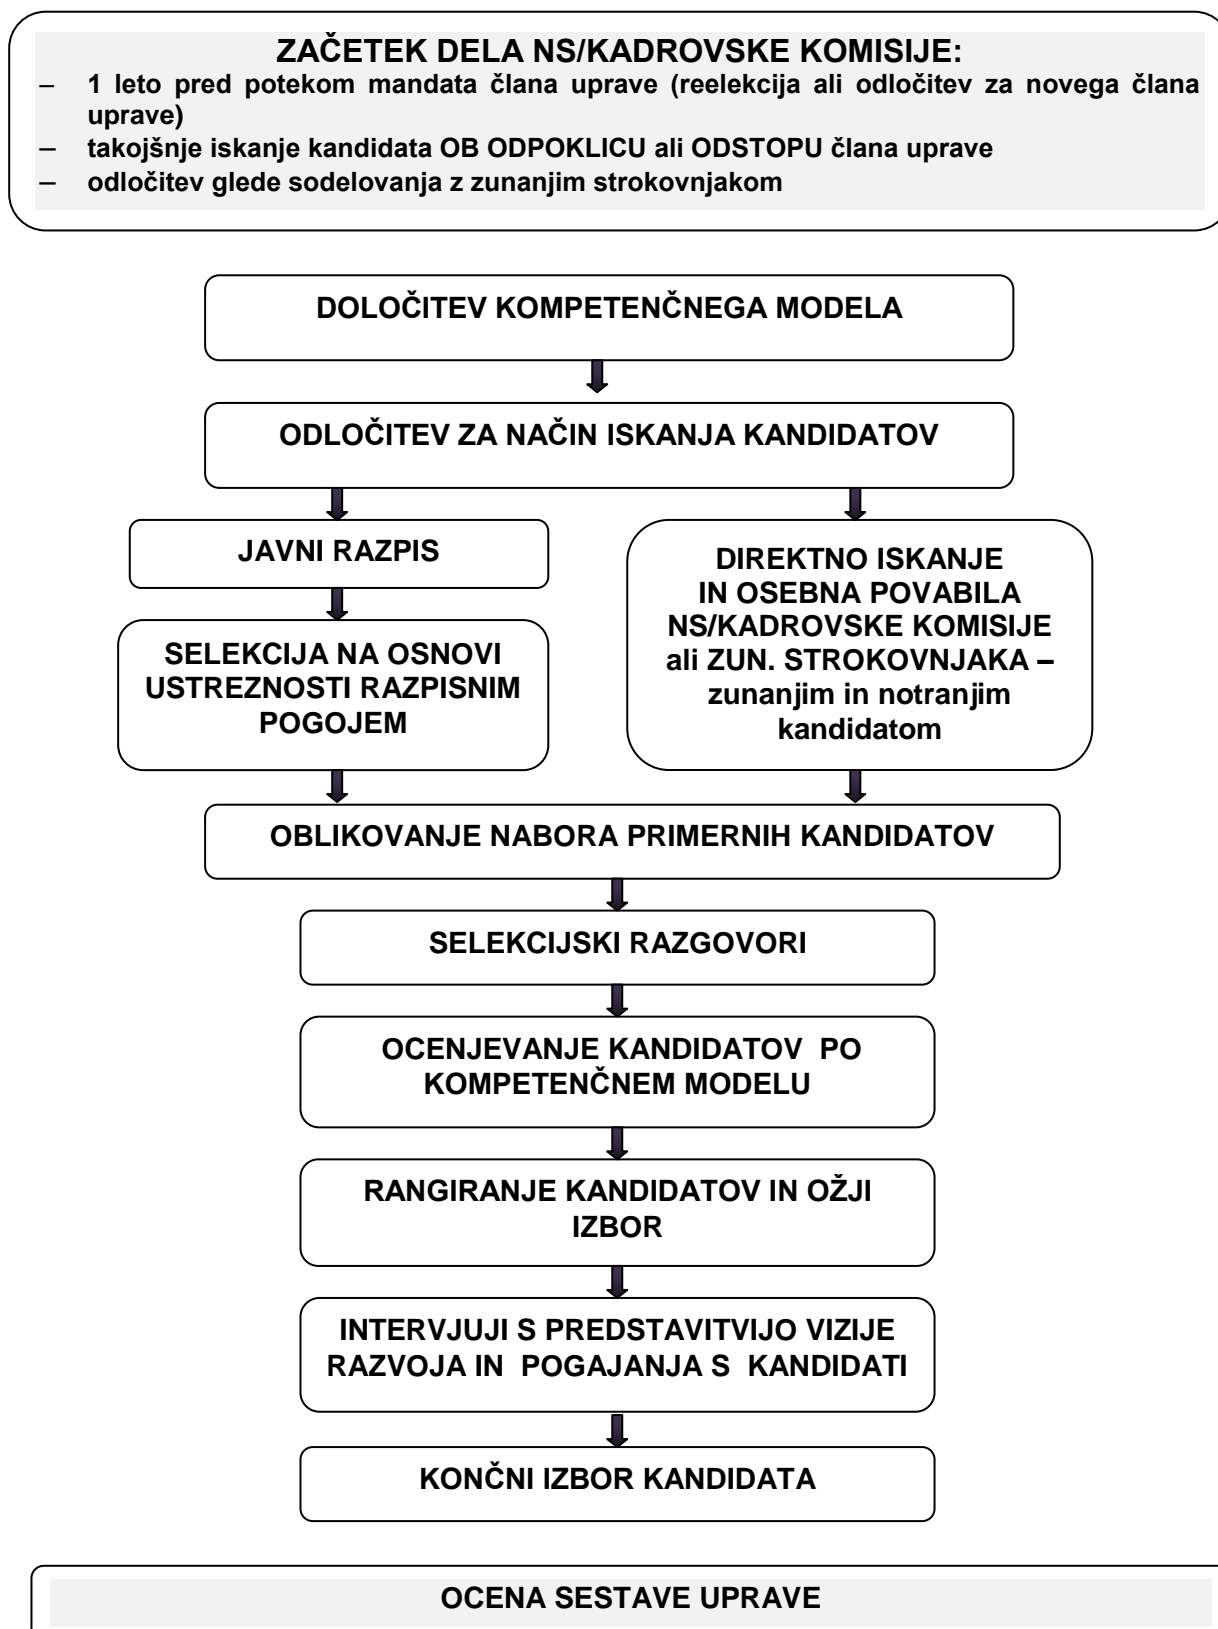 ZAČETEK DELA NS/KADROVSKE KOMISIJE:
– 1 leto pred potekom mandata člana uprave (reelekcija ali odločitev za novega člana
uprave)
– takojšnje iskanje kandidata OB ODPOKLICU ali ODSTOPU člana uprave
– odločitev glede sodelovanja z zunanjim strokovnjakom
DOLOČITEV KOMPETENČNEGA MODELA
ODLOČITEV ZA NAČIN ISKANJA KANDIDATOV
JAVNI RAZPIS
SELEKCIJA NA OSNOVI
USTREZNOSTI RAZPISNIM
POGOJEM
DIREKTNO ISKANJE
IN OSEBNA POVABILA
NS/KADROVSKE KOMISIJE
ali ZUN. STROKOVNJAKA –
zunanjim in notranjim
kandidatom
OBLIKOVANJE NABORA PRIMERNIH KANDIDATOV
SELEKCIJSKI RAZGOVORI
OCENJEVANJE KANDIDATOV PO
KOMPETENČNEM MODELU
RANGIRANJE KANDIDATOV IN OŽJI
IZBOR
INTERVJUJI S PREDSTAVITVIJO VIZIJE
RAZVOJA IN POGAJANJA S KANDIDATI
KONČNI IZBOR KANDIDATA
OCENA SESTAVE UPRAVE